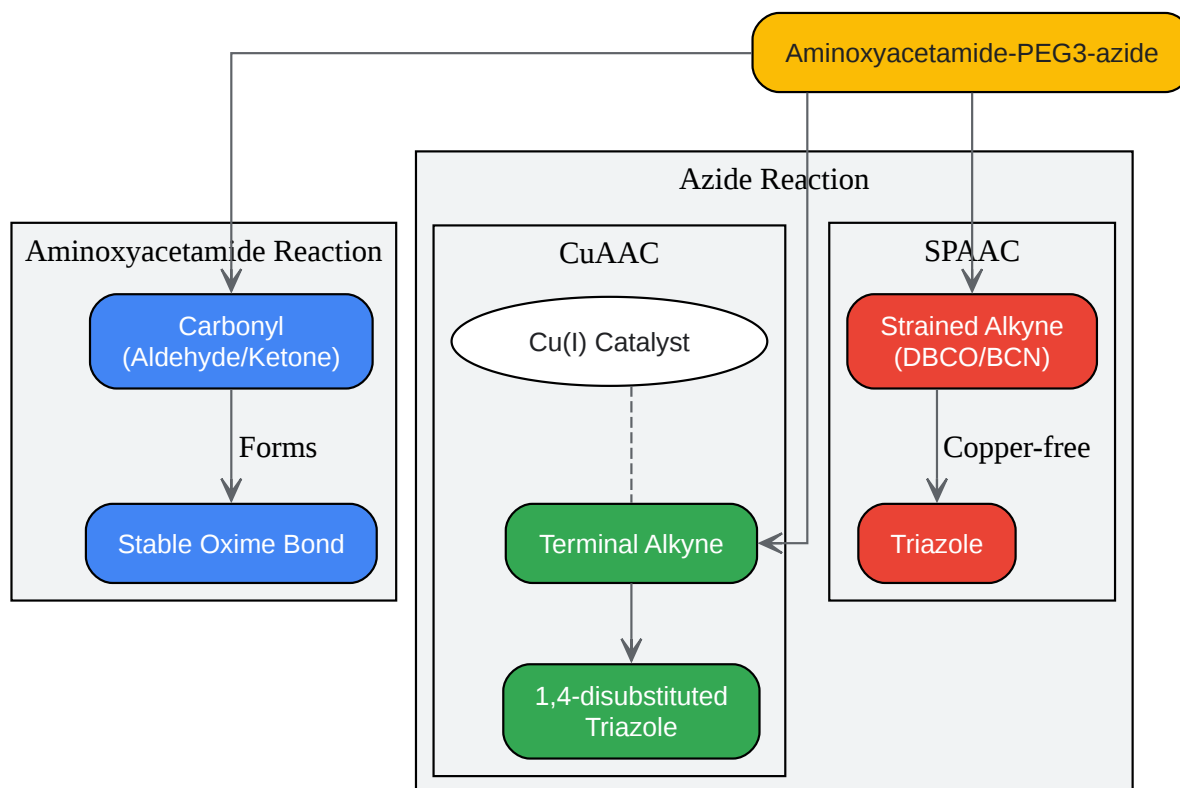 Aminoxyacetamide-PEG3-azide
Azide Reaction
Aminoxyacetamide Reaction
Carbonyl
(Aldehyde/Ketone)
Forms
Stable Oxime Bond
CuAAC
Cu(I) Catalyst
Terminal Alkyne
1,4-disubstituted
Triazole
SPAAC
Strained Alkyne
(DBCO/BCN)
Copper-free
Triazole